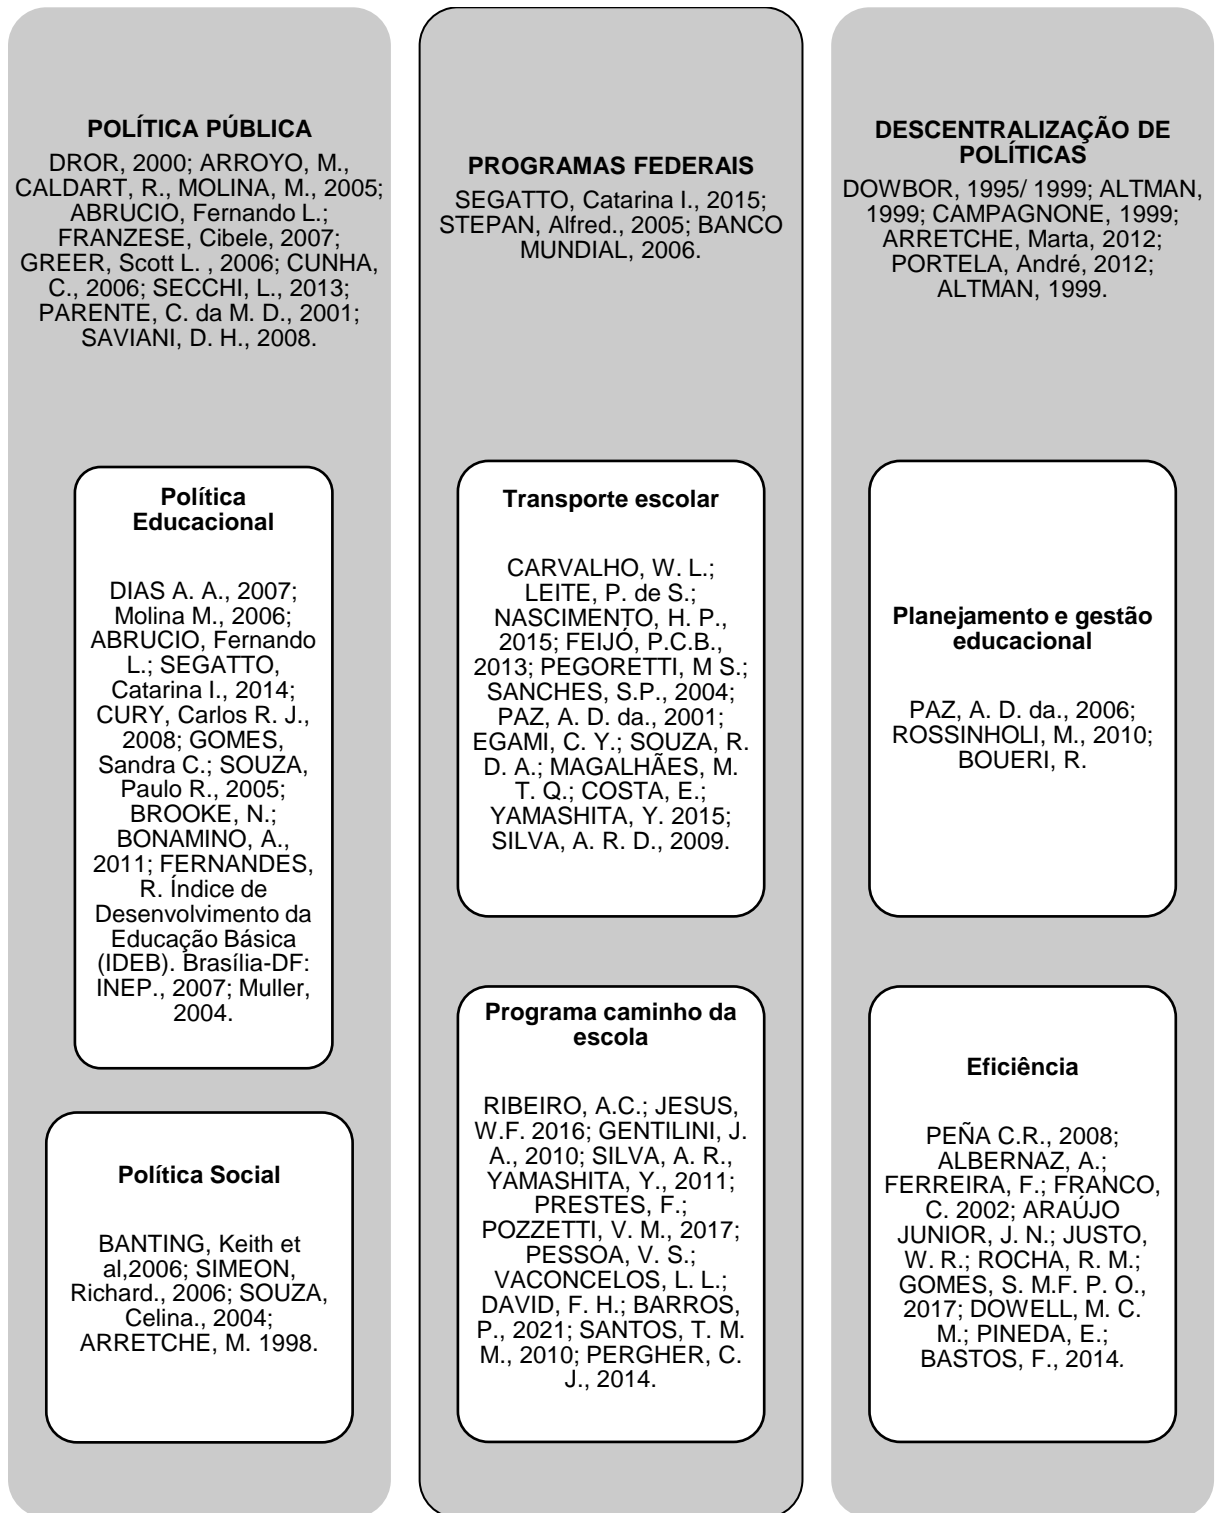 POLÍTICA PÚBLICA
DROR, 2000; ARROYO, M.,
CALDART, R., MOLINA, M., 2005;
ABRUCIO, Fernando L.;
FRANZESE, Cibele, 2007;
GREER, Scott L. , 2006; CUNHA,
C., 2006; SECCHI, L., 2013;
PARENTE, C. da M. D., 2001;
SAVIANI, D. H., 2008.
Política
Educacional
DIAS A. A., 2007;
Molina M., 2006;
ABRUCIO, Fernando
L.; SEGATTO,
Catarina I., 2014;
CURY, Carlos R. J.,
2008; GOMES,
Sandra C.; SOUZA,
Paulo R., 2005;
BROOKE, N.;
BONAMINO, A.,
2011; FERNANDES,
R. Índice de
Desenvolvimento da
Educação Básica
(IDEB). Brasília-DF:
INEP., 2007; Muller,
2004.
Política Social
BANTING, Keith et
al,2006; SIMEON,
Richard., 2006; SOUZA,
Celina., 2004;
ARRETCHE, M. 1998.
PROGRAMAS FEDERAIS
SEGATTO, Catarina I., 2015;
STEPAN, Alfred., 2005; BANCO
MUNDIAL, 2006.
Transporte escolar
CARVALHO, W. L.;
LEITE, P. de S.;
NASCIMENTO, H. P.,
2015; FEIJÓ, P.C.B.,
2013; PEGORETTI, M S.;
SANCHES, S.P., 2004;
PAZ, A. D. da., 2001;
EGAMI, C. Y.; SOUZA, R.
D. A.; MAGALHÃES, M.
T. Q.; COSTA, E.;
YAMASHITA, Y. 2015;
SILVA, A. R. D., 2009.
Programa caminho da
escola
RIBEIRO, A.C.; JESUS,
W.F. 2016; GENTILINI, J.
A., 2010; SILVA, A. R.,
YAMASHITA, Y., 2011;
PRESTES, F.;
POZZETTI, V. M., 2017;
PESSOA, V. S.;
VACONCELOS, L. L.;
DAVID, F. H.; BARROS,
P., 2021; SANTOS, T. M.
M., 2010; PERGHER, C.
J., 2014.
DESCENTRALIZAÇÃO DE
POLÍTICAS
DOWBOR, 1995/ 1999; ALTMAN,
1999; CAMPAGNONE, 1999;
ARRETCHE, Marta, 2012;
PORTELA, André, 2012;
ALTMAN, 1999.
Planejamento e gestão
educacional
PAZ, A. D. da., 2006;
ROSSINHOLI, M., 2010;
BOUERI, R.
Eficiência
PEÑA C.R., 2008;
ALBERNAZ, A.;
FERREIRA, F.; FRANCO,
C. 2002; ARAÚJO
JUNIOR, J. N.; JUSTO,
W. R.; ROCHA, R. M.;
GOMES, S. M.F. P. O.,
2017; DOWELL, M. C.
M.; PINEDA, E.;
BASTOS, F., 2014.